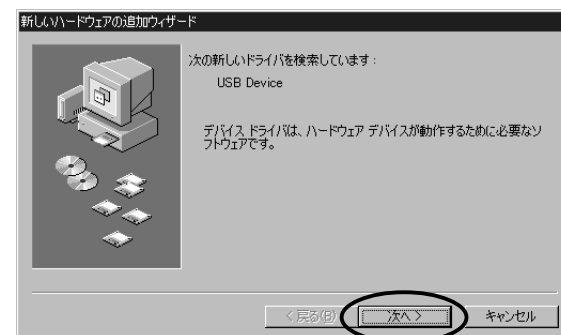 新しいハードウェアの追加ウィザード
次の新しいドライバを検索しています:
USB Device
デバイス ドライバは、ハードウェア デバイスが動作するために必要なソ
フトウェアです。
< 戻る(B) 次へ > キャンセル